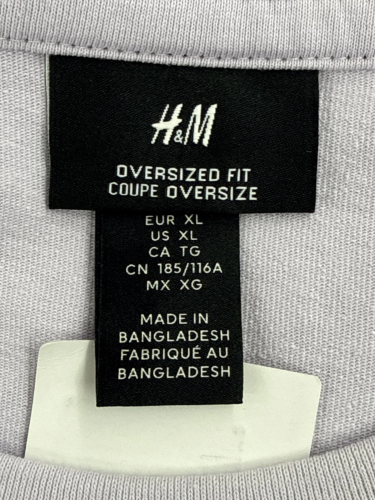 H&M
OVERSIZED FIT
COUPE OVERSIZE
EUR XL
US XL
CA TG
CN 185/116A
MX XG
MADE IN
BANGLADESH
FABRIQUÉ AU
BANGLADESH